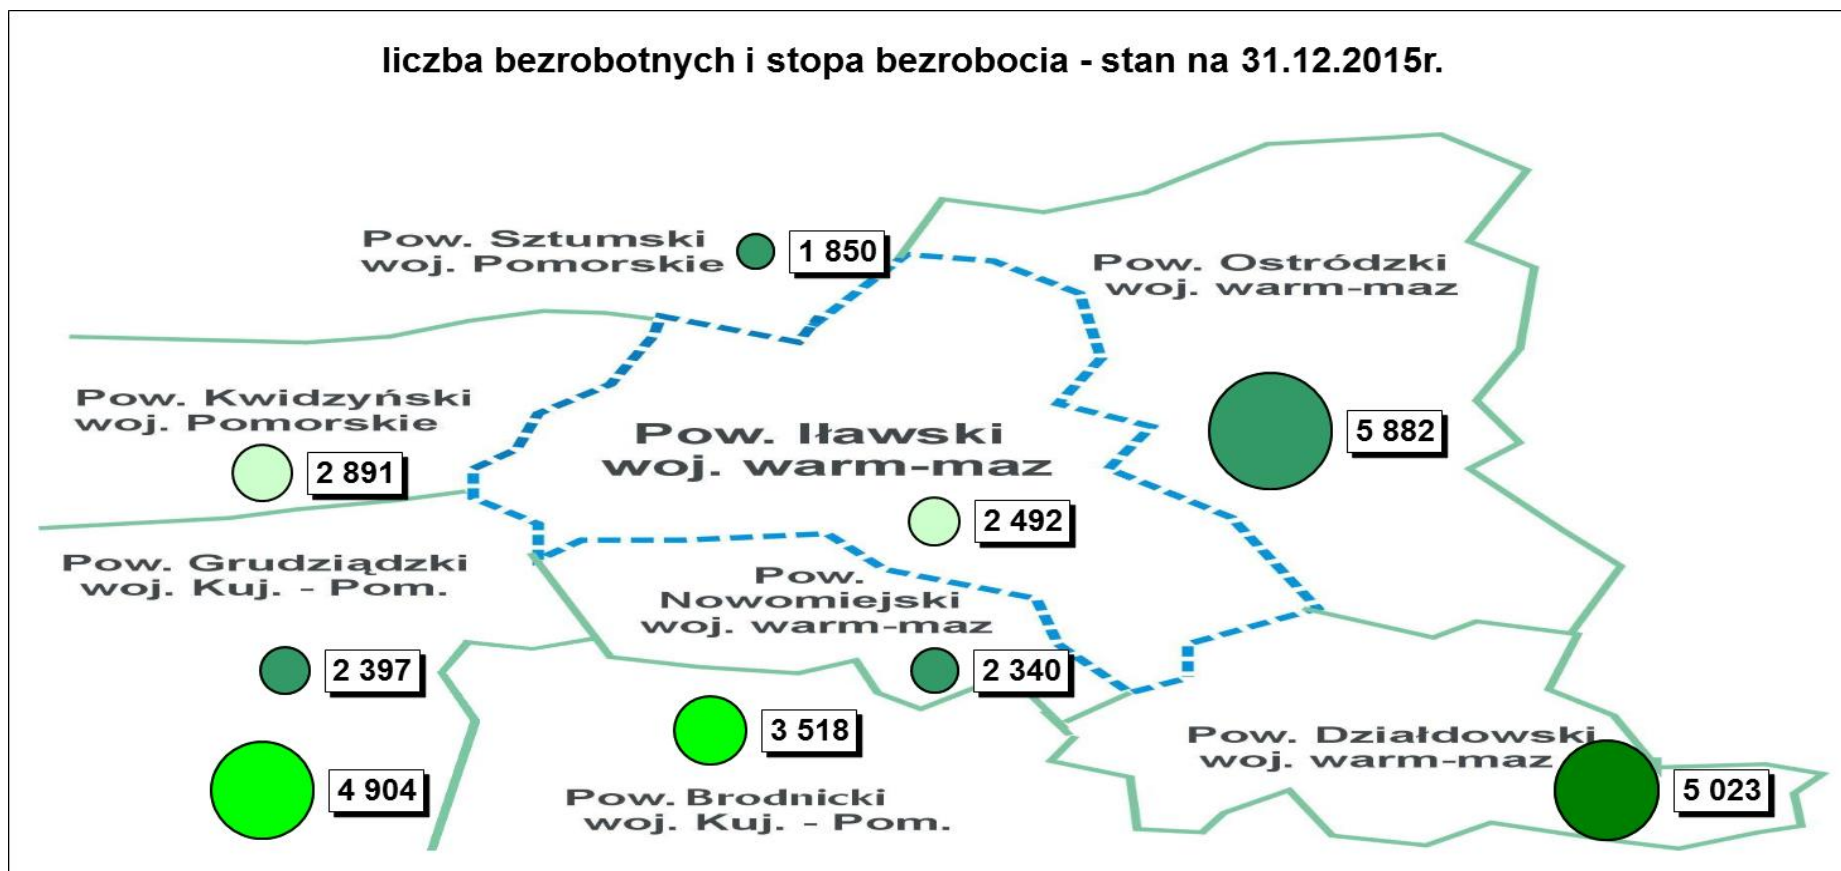 liczba bezrobotnych i stopa bezrobocia - stan na 31.12.2015r.
Pow. Sztumski
woj. Pomorskie
1 850
Pow. Ostródzki
woj. warm-maz
5 882
Pow. Kwidzyński
woj. Pomorskie
2 891
Pow. Iławski
woj. warm-maz
2 492
Pow. Grudziądzki
woj. Kuj. - Pom.
2 397
4 904
Pow.
Nowomiejski
woj. warm-maz
2 340
3 518
Pow. Brodnicki
woj. Kuj. - Pom.
Pow. Działdowski
woj. warm-maz
5 023